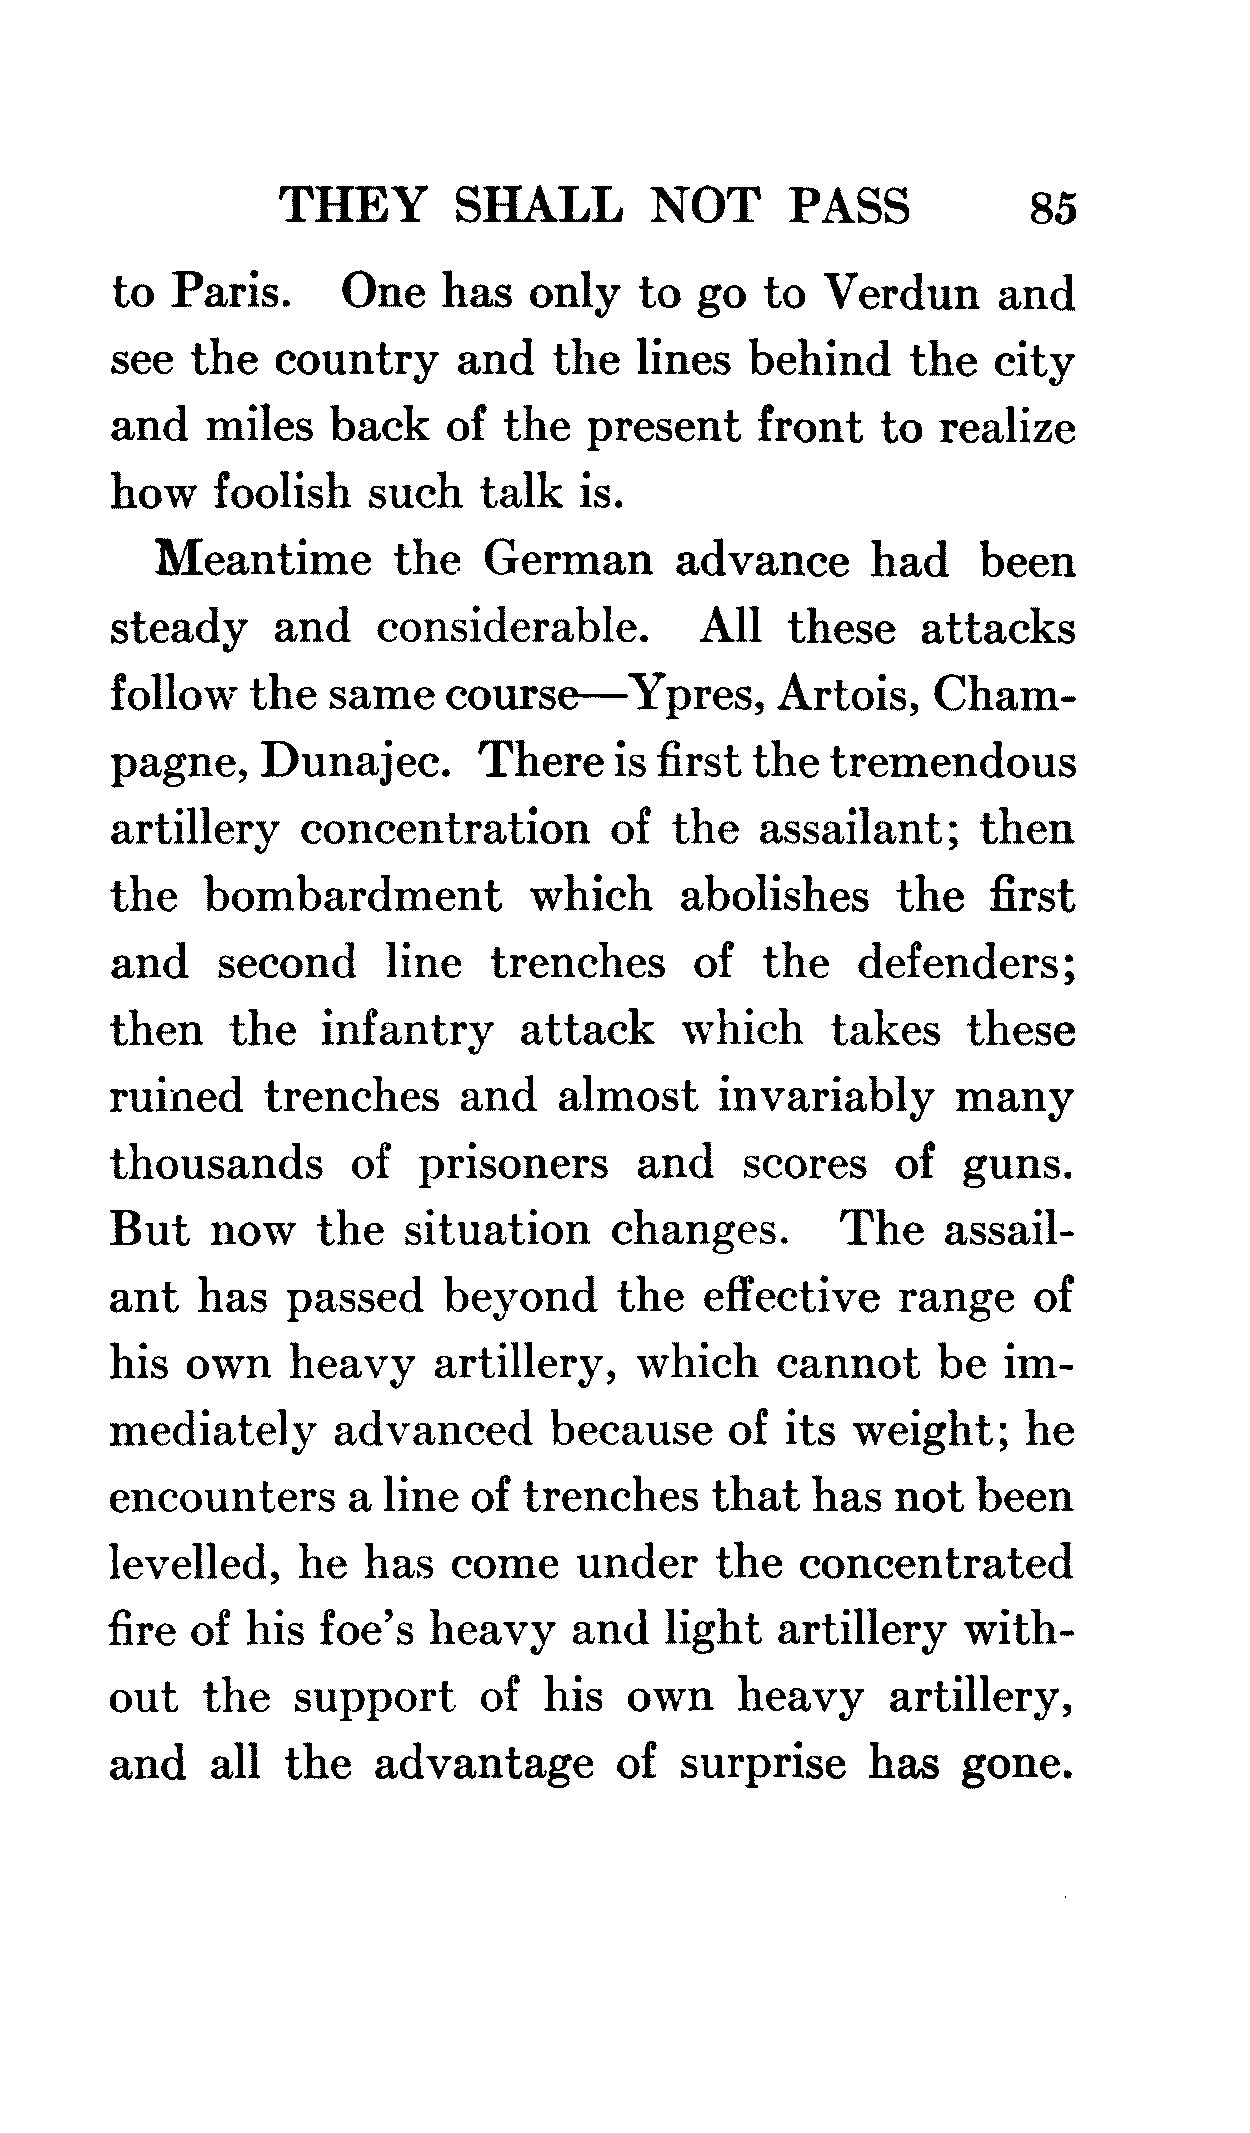 THEY SHALL NOT PASS 85
to Paris. One has only to go to Verdun and
see the country and the lines behind the city
and miles back of the present front to realize
how foolish such talk is.
Meantime the German advance had been
steady and considerable. All these attacks
follow the same course—Ypres, Artois, Cham-
pagne, Dunajec. There is first the tremendous
artillery concentration of the assailant; then
the bombardment which abolishes the first
and second line trenches of the defenders;
then the infantry attack which takes these
ruined trenches and almost invariably many
thousands of prisoners and scores of guns.
But now the situation changes. The assail-
ant has passed beyond the effective range of
his own heavy artillery, which cannot be im-
mediately advanced because of its weight; he
encounters a line of trenches that has not been
levelled, he has come under the concentrated
fire of his foe's heavy and light artillery with-
out the support of his own heavy artillery,
and all the advantage of surprise has gone.